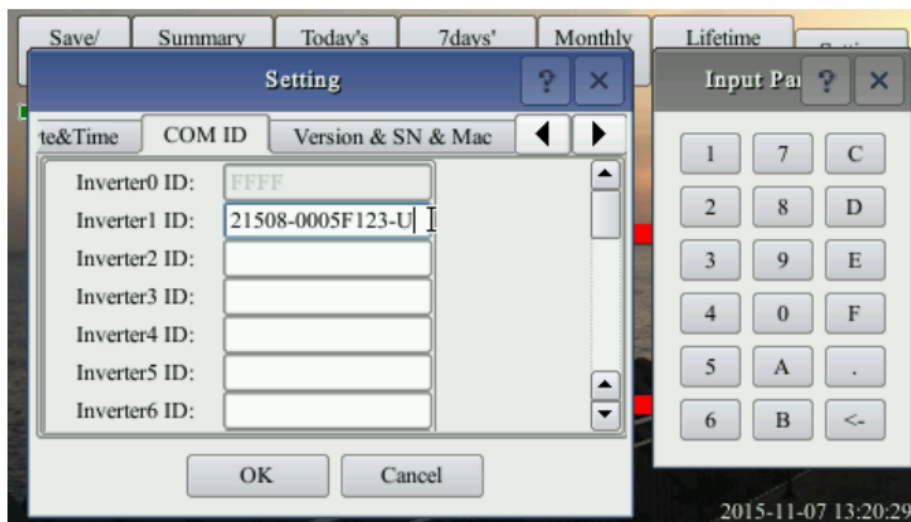 Save/ Summary Today's 7days' Monthly Lifetime
Setting ? ×
te&Time COM ID Version & SN & Mac
Inverter0 ID: FFFF
Inverter1 ID: 21508-0005F123-U
Inverter2 ID:
Inverter3 ID:
Inverter4 ID:
Inverter5 ID:
Inverter6 ID:
OK Cancel
Input Pa ? ×
1 7 C
2 8 D
3 9 E
4 0 F
5 A .
6 B <-
2015-11-07 13:20:29